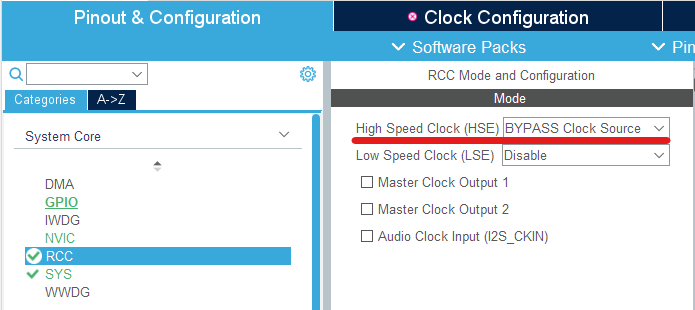 Pinout & Configuration
Clock Configuration
Software Packs
Pin
Categories
A->Z
System Core
DMA
GPIO
IWDG
NVIC
RCC
SYS
WWDG
RCC Mode and Configuration
Mode
High Speed Clock (HSE) BYPASS Clock Source
Low Speed Clock (LSE) Disable
Master Clock Output 1
Master Clock Output 2
Audio Clock Input (I2S_CKIN)